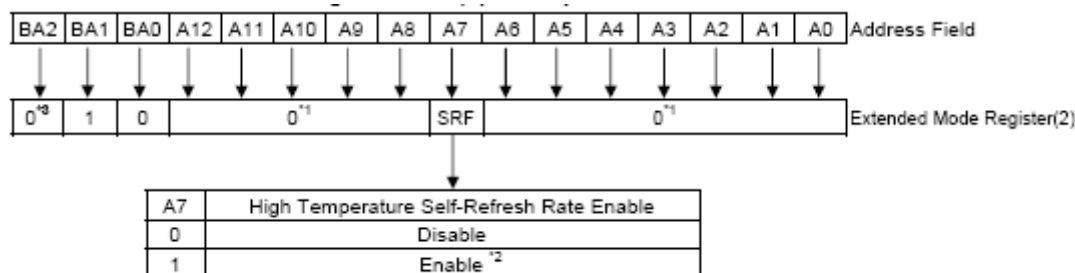 BA2 BA1 BA0 A12 A11 A10 A9 A8 A7 A6 A5 A4 A3 A2 A1 A0 Address Field
0*3 1 0 0*1 SRF 0*1 Extended Mode Register(2)
A7 High Temperature Self-Refresh Rate Enable
0 Disable
1 Enable *2